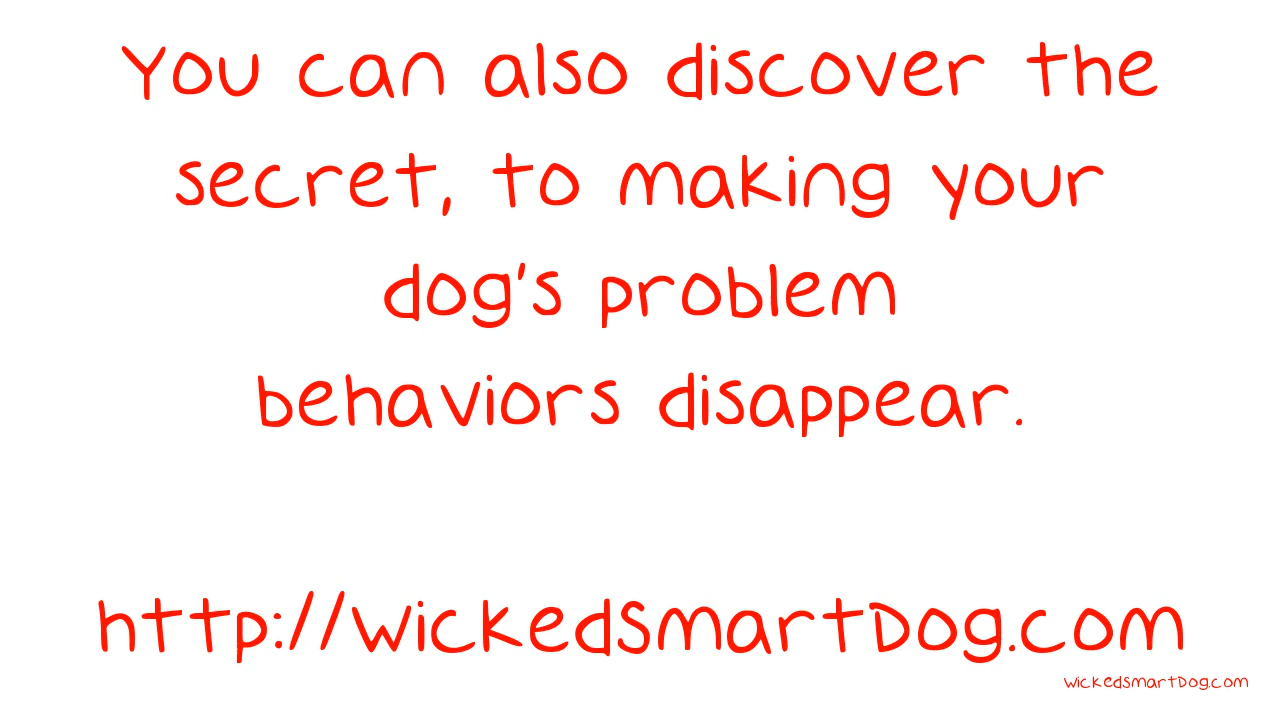 You can also discover the
secret, to making your
dog's problem
behaviors disappear.
http://WickedSmartDog.com
WickedSmartDog.com